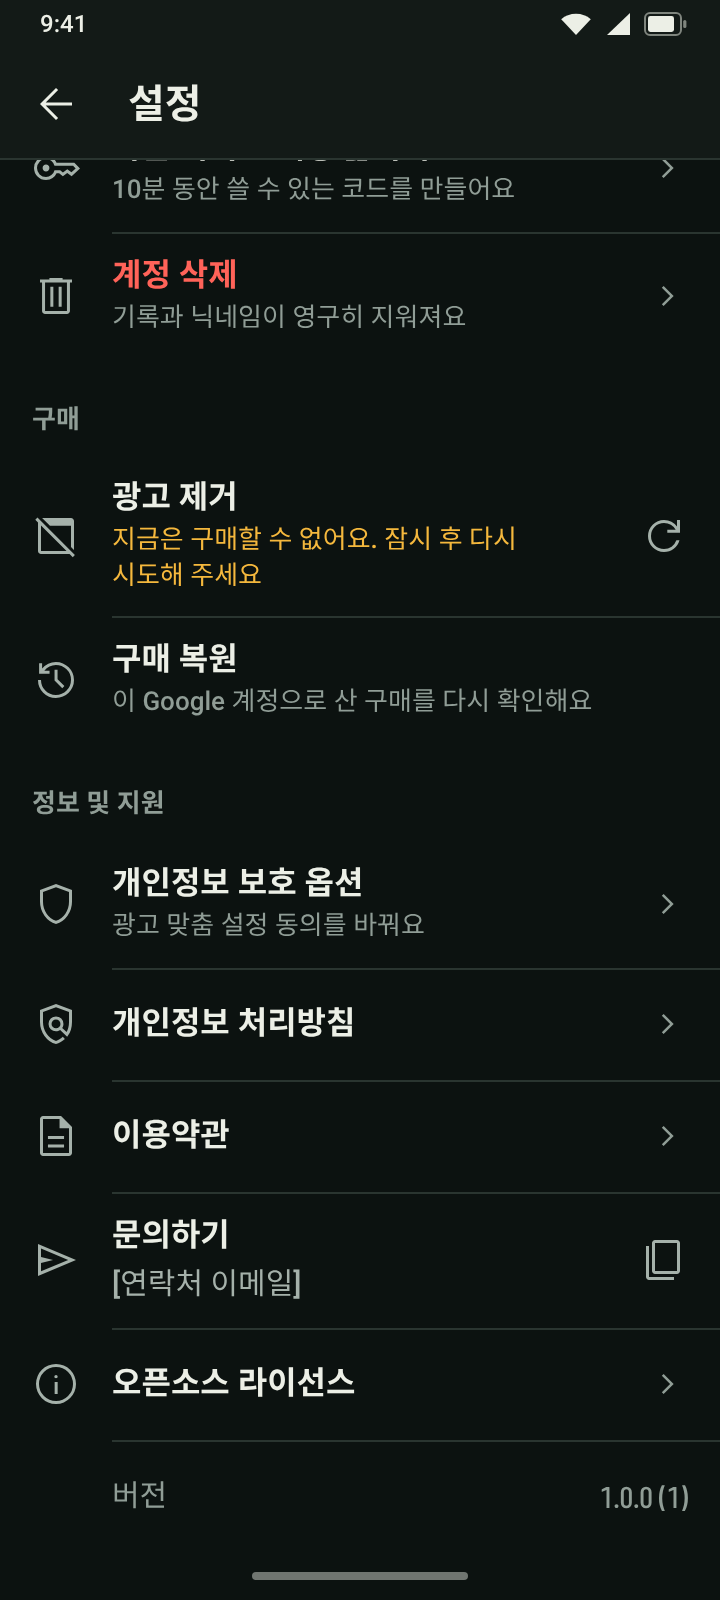 9:41
설정
10분 동안 쓸 수 있는 코드를 만들어요
계정 삭제
기록과 닉네임이 영구히 지워져요
구매
광고 제거
지금은 구매할 수 없어요. 잠시 후 다시
시도해 주세요
구매 복원
이 Google 계정으로 산 구매를 다시 확인해요
정보 및 지원
개인정보 보호 옵션
광고 맞춤 설정 동의를 바꿔요
개인정보 처리방침
이용약관
문의하기
[연락처 이메일]
오픈소스 라이선스
버전
1.0.0 (1)